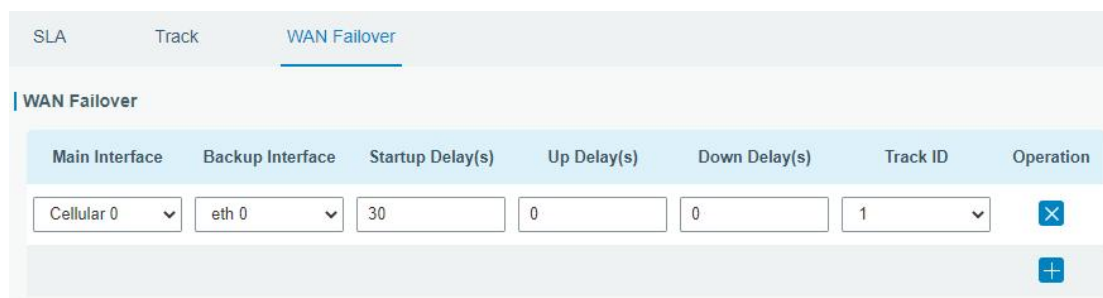 SLA Track WAN Failover
WAN Failover
Main Interface Backup Interface Startup Delay(s) Up Delay(s) Down Delay(s) Track ID Operation
Cellular 0 eth 0 30 0 0 1